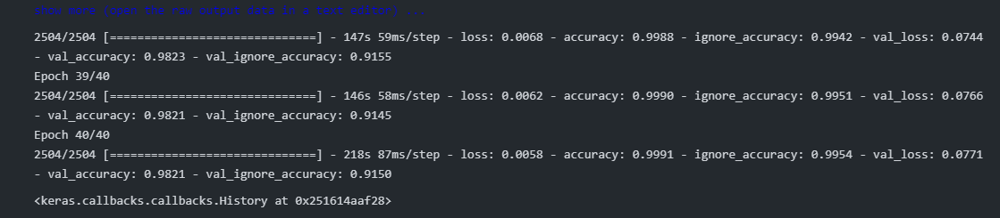 show more (open the raw output data in a text editor) ...
2504/2504 [==============================] - 147s 59ms/step - loss: 0.0068 - accuracy: 0.9988 - ignore_accuracy: 0.9942 - val_loss: 0.0744
- val_accuracy: 0.9823 - val_ignore_accuracy: 0.9155
Epoch 39/40
2504/2504 [==============================] - 146s 58ms/step - loss: 0.0062 - accuracy: 0.9990 - ignore_accuracy: 0.9951 - val_loss: 0.0766
- val_accuracy: 0.9821 - val_ignore_accuracy: 0.9145
Epoch 40/40
2504/2504 [==============================] - 218s 87ms/step - loss: 0.0058 - accuracy: 0.9991 - ignore_accuracy: 0.9954 - val_loss: 0.0771
- val_accuracy: 0.9821 - val_ignore_accuracy: 0.9150
<keras.callbacks.callbacks.History at 0x251614aaf28>